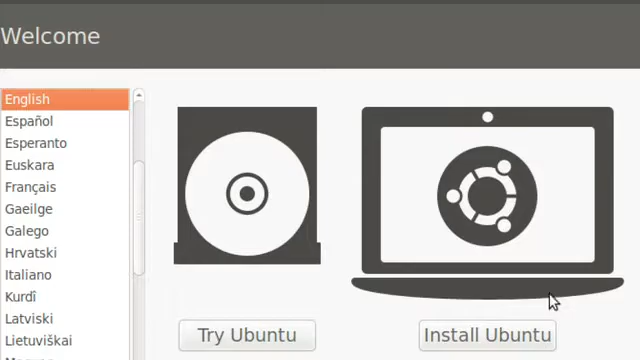 Welcome
English
Español
Esperanto
Euskara
Français
Gaeilge
Galego
Hrvatski
Italiano
Kurdî
Latviski
Lietuviškai
Try Ubuntu
Install Ubuntu